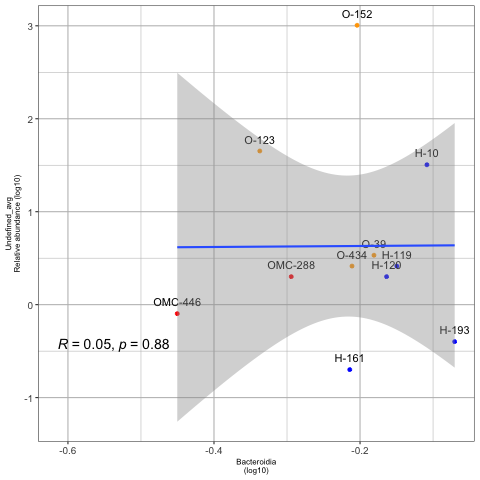 O-152
3
O-123
H-10
2
1
O-39
O-434
H-119
OMC-288
H-120
OMC-446
0
H-193
R = 0.05, p = 0.88
H-161
-1
Undefined_avg
Relative abundance (log10)
-0.6
-0.4
-0.2
Bacteroidia
(log10)